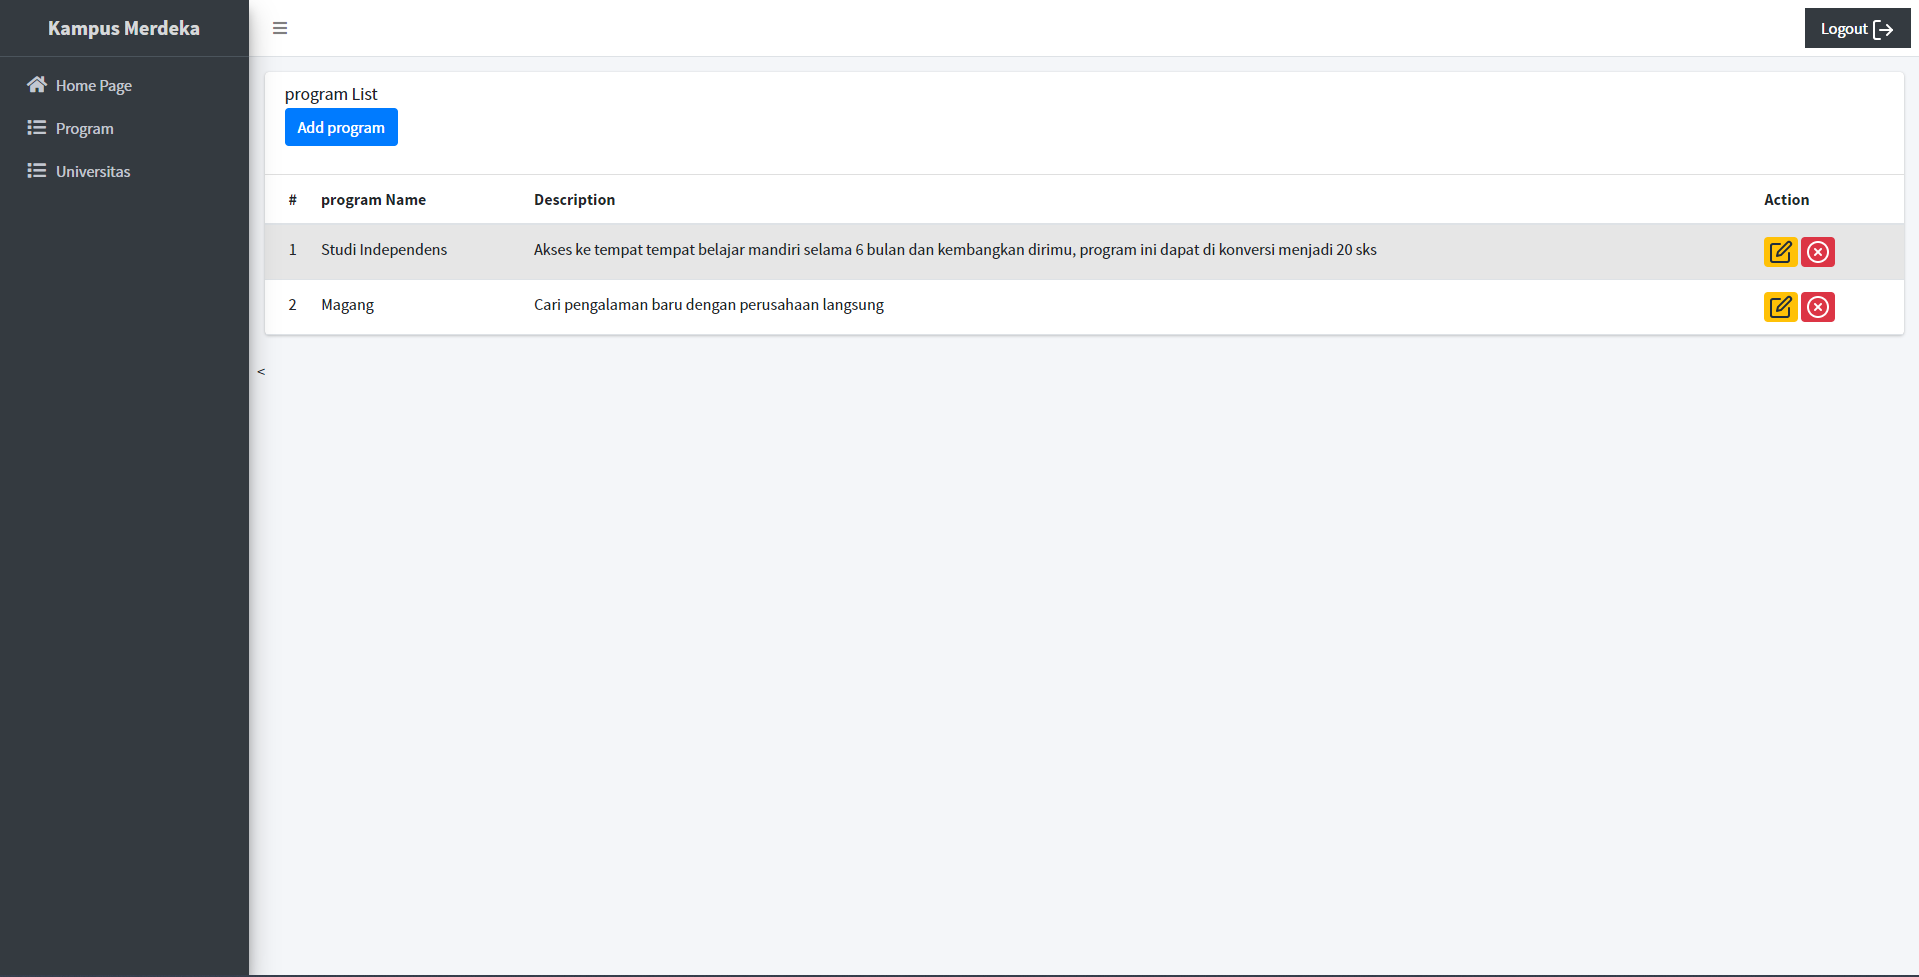 Kampus Merdeka
Logout
Home Page
Program
Universitas
program List
Add program
# program Name Description Action
1 Studi Independens Akses ke tempat tempat belajar mandiri selama 6 bulan dan kembangkan dirimu, program ini dapat di konversi menjadi 20 sks
2 Magang Cari pengalaman baru dengan perusahaan langsung
<